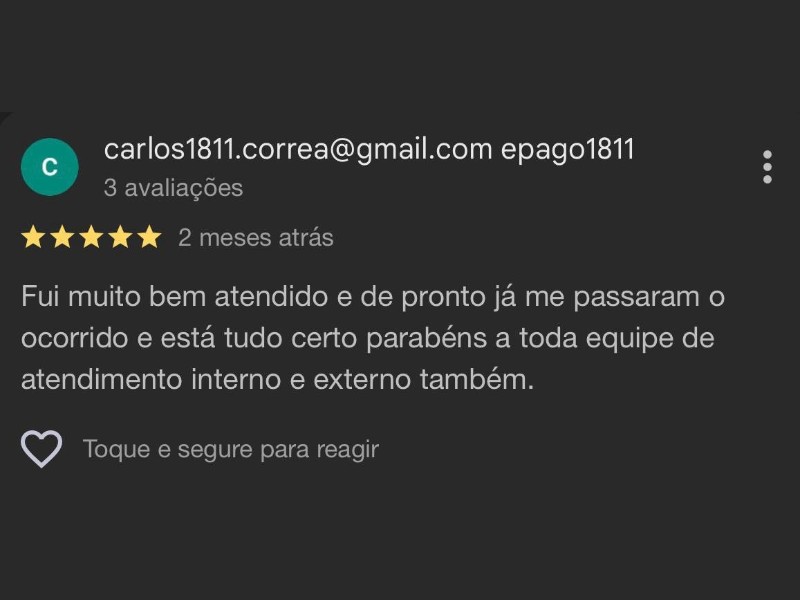 C
carlos1811.correa@gmail.com epago1811
3 avaliações
2 meses atrás
Fui muito bem atendido e de pronto já me passaram o
ocorrido e está tudo certo parabéns a toda equipe de
atendimento interno e externo também.
Toque e segure para reagir